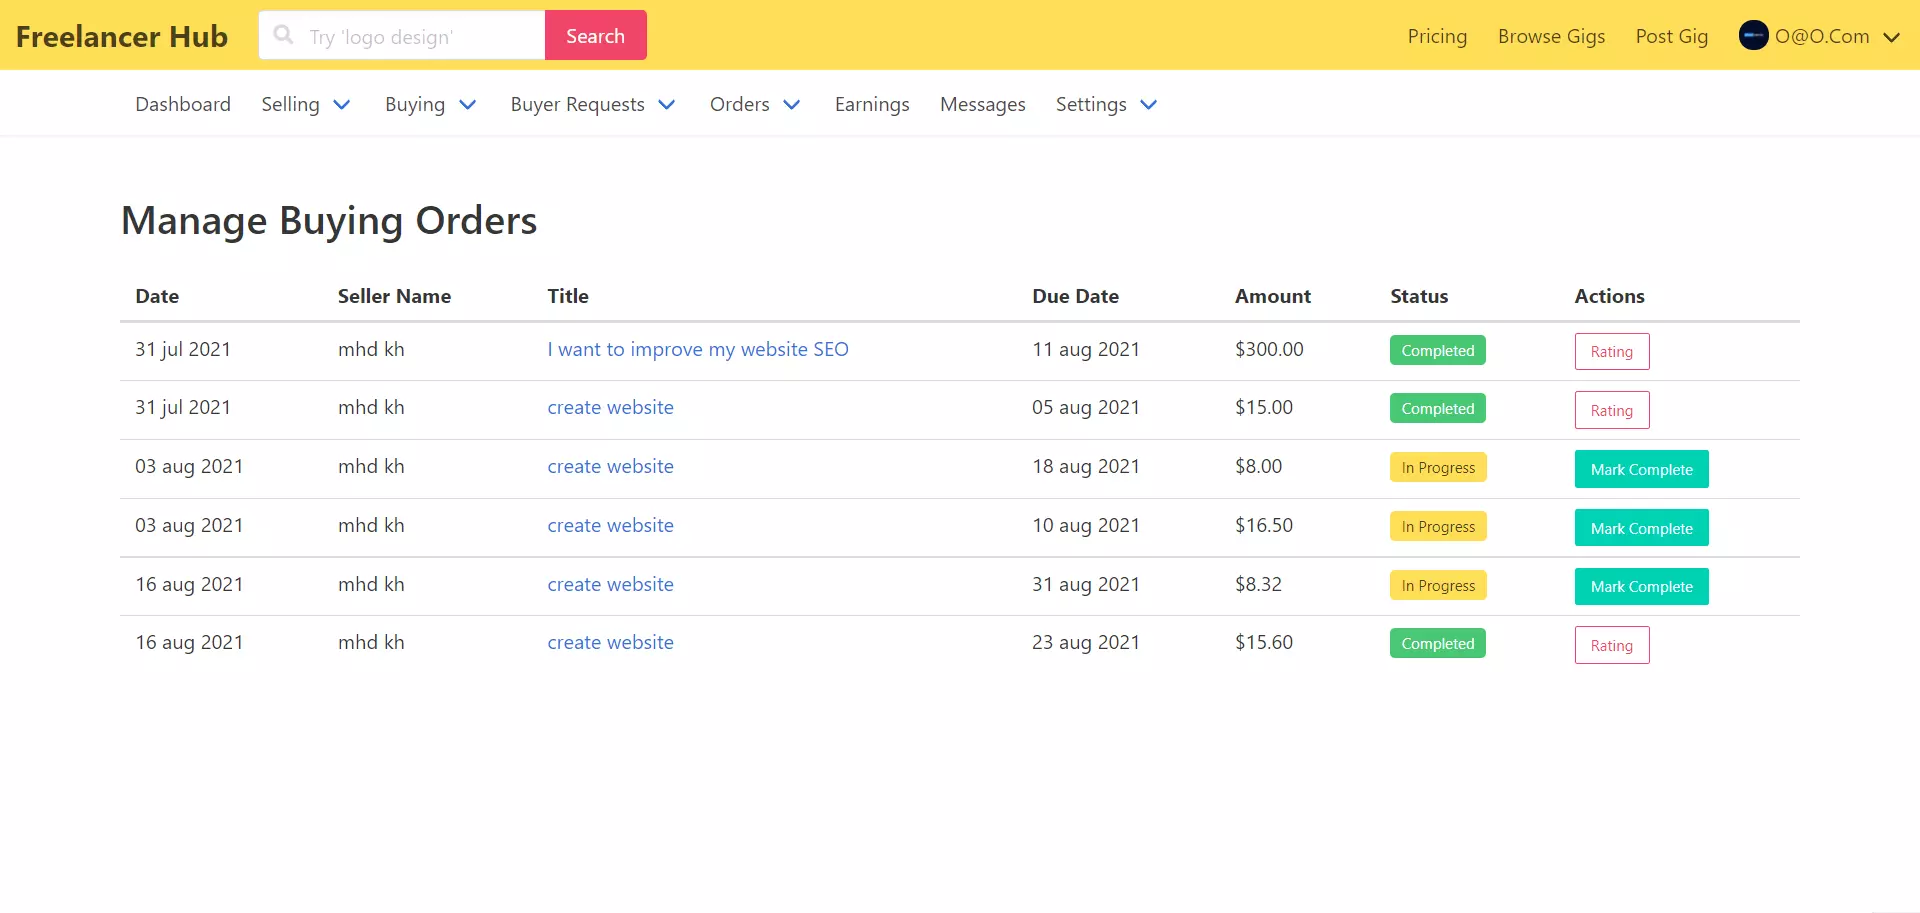 Freelancer Hub Try 'logo design' Search Pricing Browse Gigs Post Gig O@O.Com
Dashboard Selling Buying Buyer Requests Orders Earnings Messages Settings
Manage Buying Orders
Date Seller Name Title Due Date Amount Status Actions
31 jul 2021 mhd kh I want to improve my website SEO 11 aug 2021 $300.00 Completed Rating
31 jul 2021 mhd kh create website 05 aug 2021 $15.00 Completed Rating
03 aug 2021 mhd kh create website 18 aug 2021 $8.00 In Progress Mark Complete
03 aug 2021 mhd kh create website 10 aug 2021 $16.50 In Progress Mark Complete
16 aug 2021 mhd kh create website 31 aug 2021 $8.32 In Progress Mark Complete
16 aug 2021 mhd kh create website 23 aug 2021 $15.60 Completed Rating